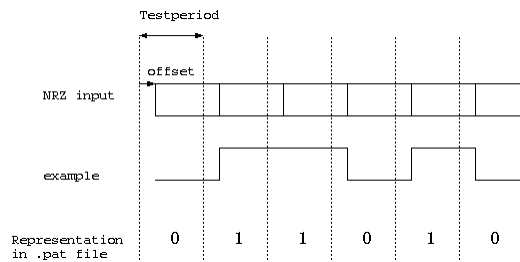 Testperiod
offset
NRZ input
example
Representation
in .pat file
0 1 1 0 1 0